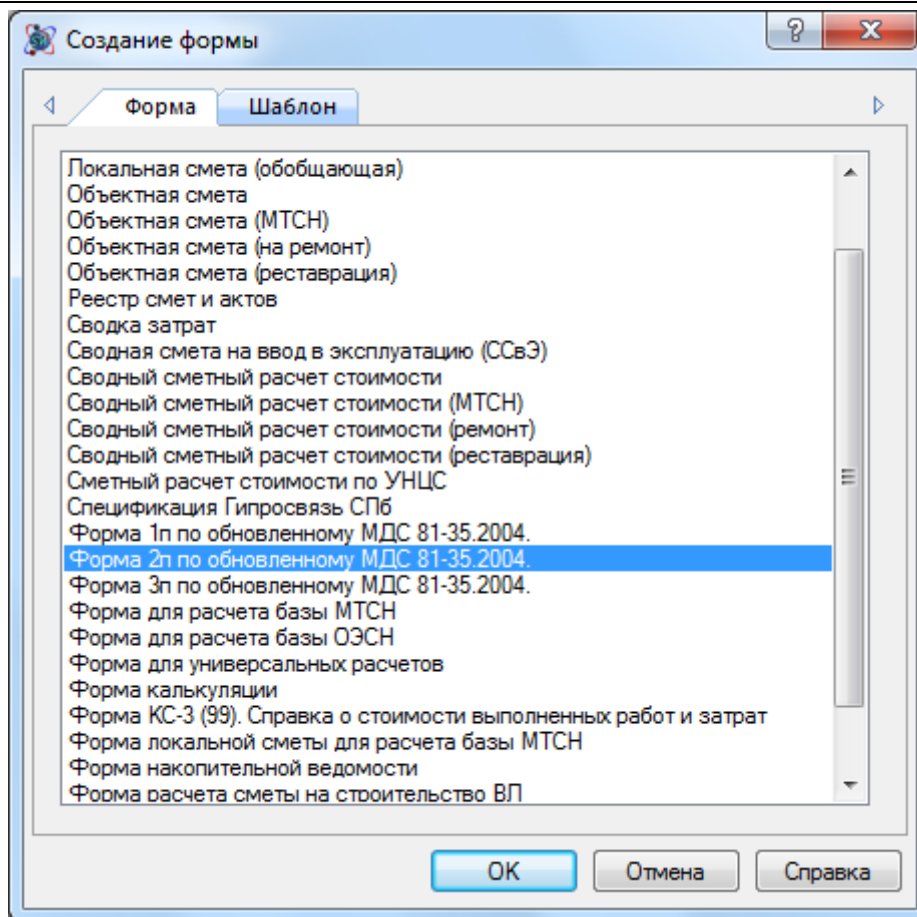 Создание формы
Форма Шаблон
Локальная смета (обобщающая)
Объектная смета
Объектная смета (МТСН)
Объектная смета (на ремонт)
Объектная смета (реставрация)
Реестр смет и актов
Сводка затрат
Сводная смета на ввод в эксплуатацию (ССвЭ)
Сводный сметный расчет стоимости
Сводный сметный расчет стоимости (МТСН)
Сводный сметный расчет стоимости (ремонт)
Сводный сметный расчет стоимости (реставрация)
Сметный расчет стоимости по УНЦС
Спецификация Гипросвязь СПб
Форма 1п по обновленному МДС 81-35.2004.
Форма 2п по обновленному МДС 81-35.2004.
Форма 3п по обновленному МДС 81-35.2004.
Форма для расчета базы МТСН
Форма для расчета базы ОЭСН
Форма для универсальных расчетов
Форма калькуляции
Форма КС-3 (99). Справка о стоимости выполненных работ и затрат
Форма локальной сметы для расчета базы МТСН
Форма накопительной ведомости
Форма расчета сметы на строительство ВЛ
OK Отмена Справка